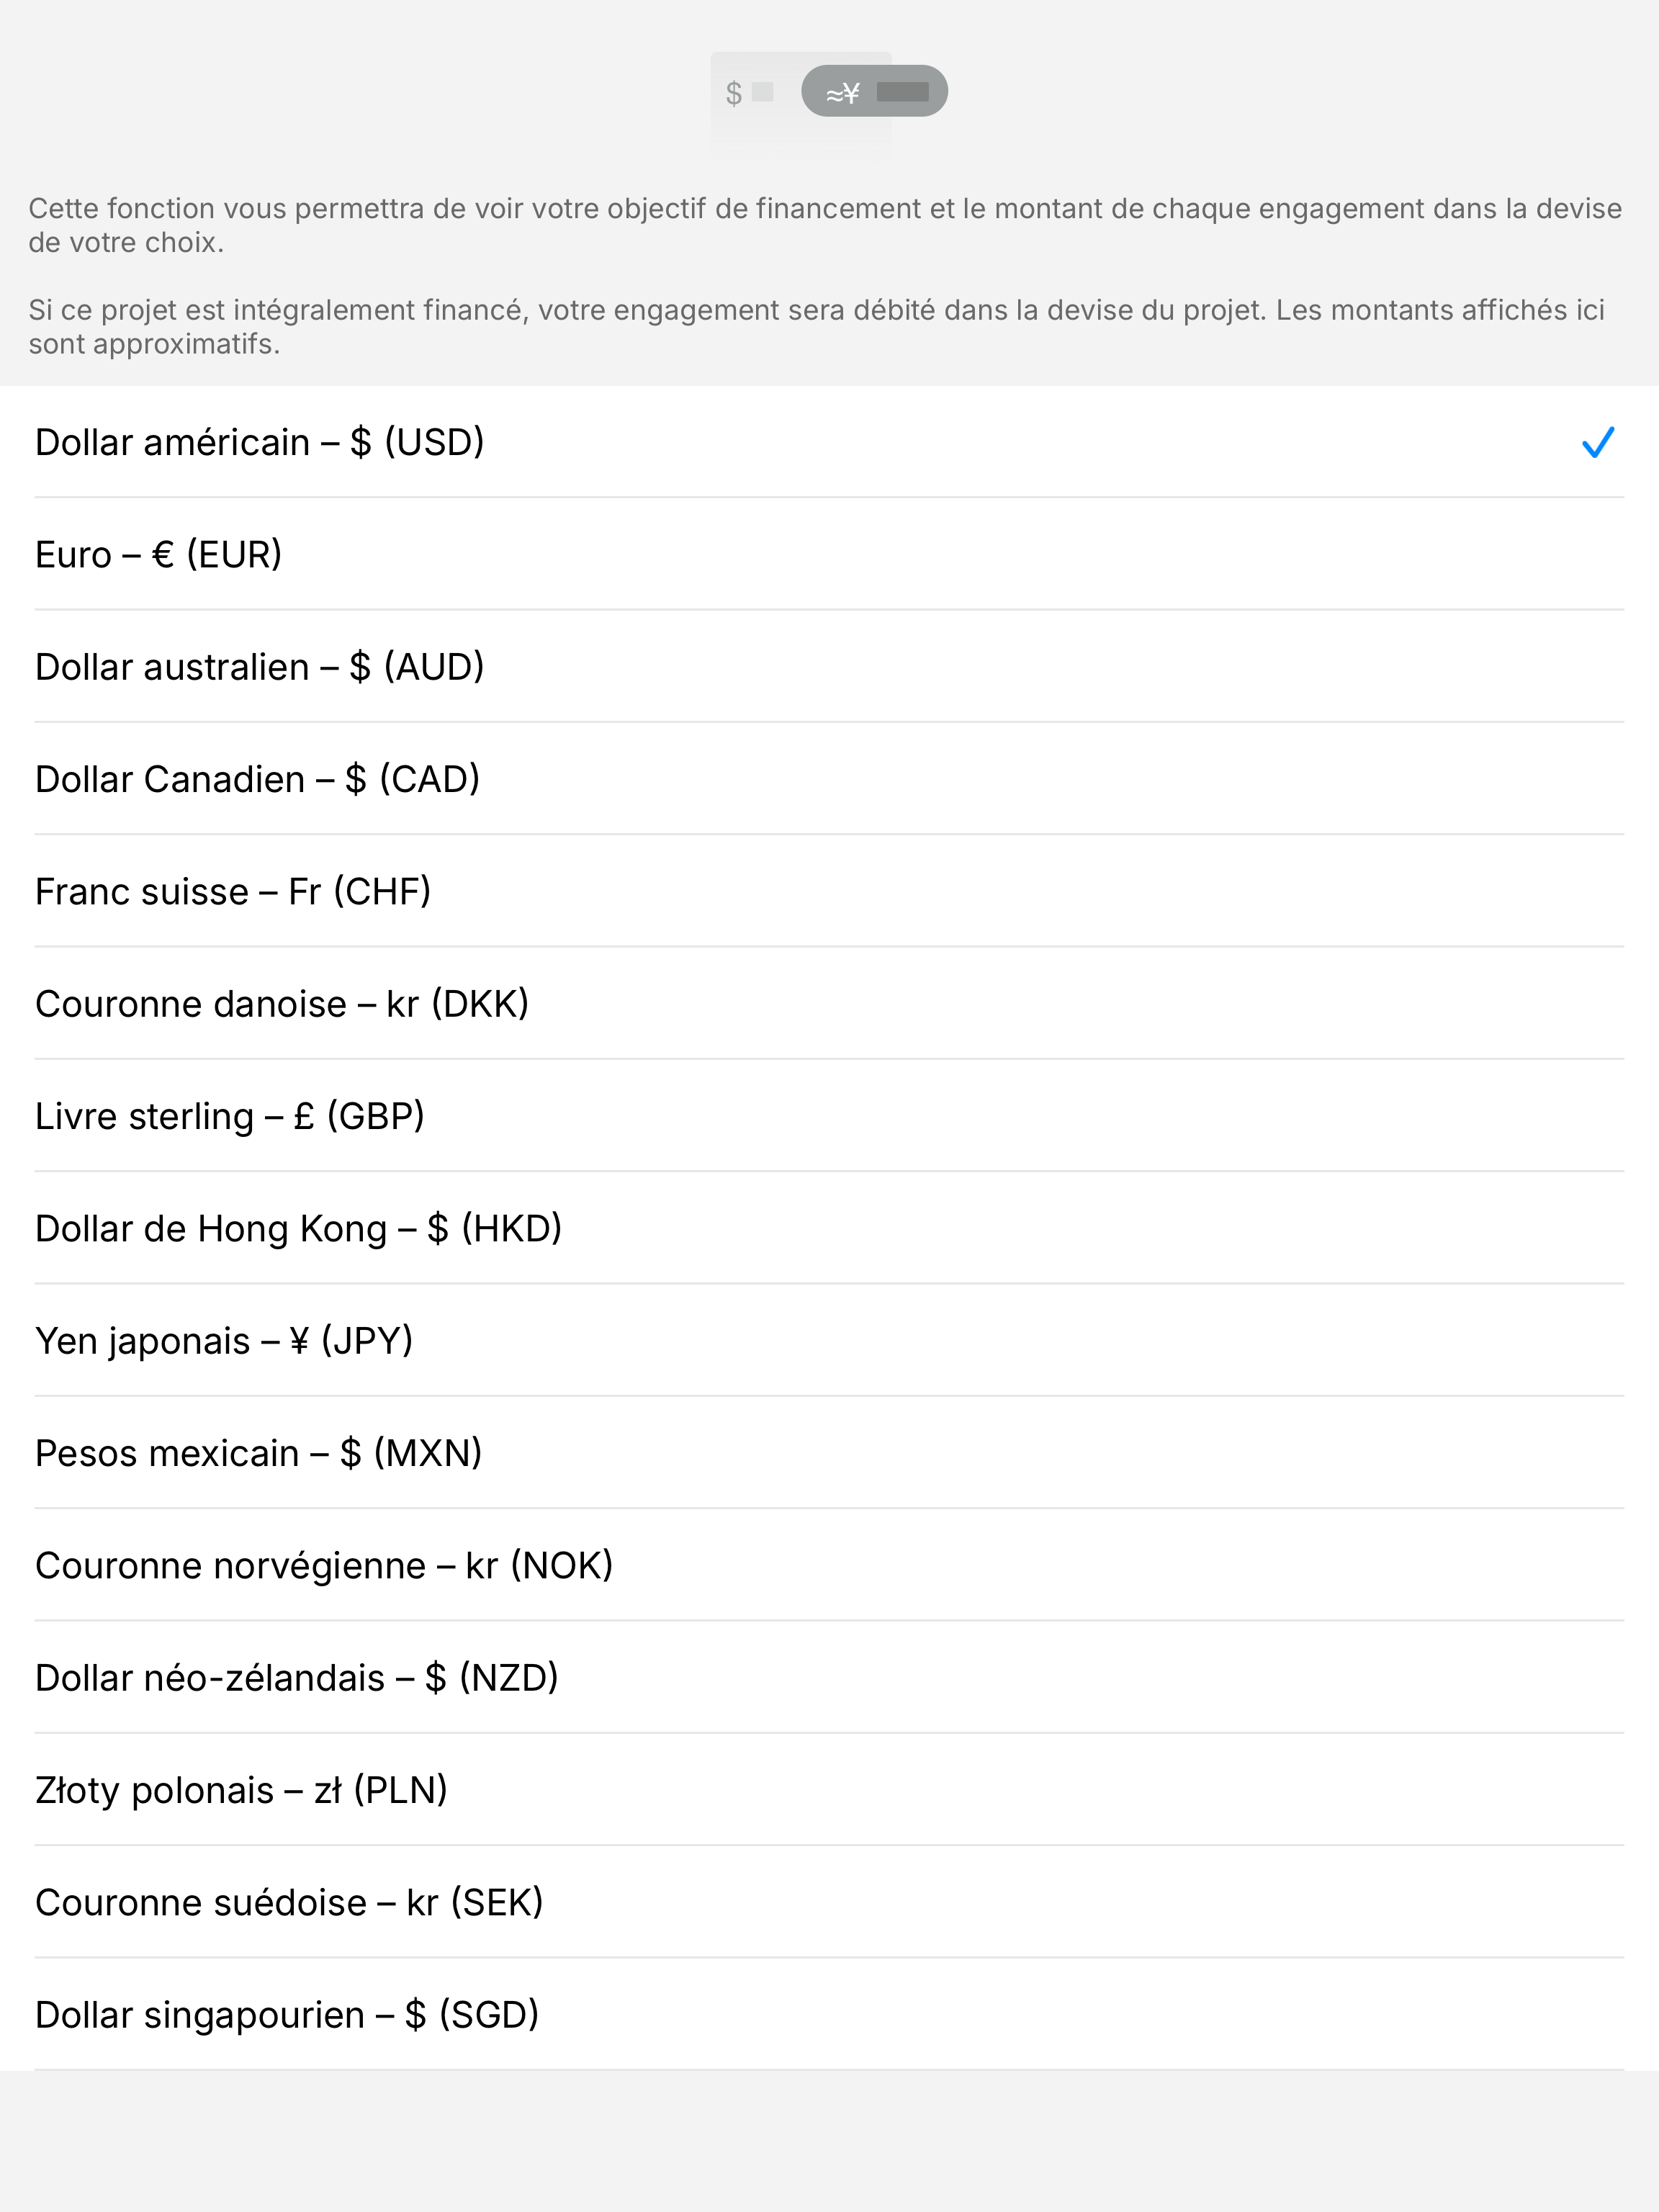 $ ≈¥
Cette fonction vous permettra de voir votre objectif de financement et le montant de chaque engagement dans la devise
de votre choix.
Si ce projet est intégralement financé, votre engagement sera débité dans la devise du projet. Les montants affichés ici
sont approximatifs.
Dollar américain – $ (USD)
Euro – € (EUR)
Dollar australien – $ (AUD)
Dollar Canadien – $ (CAD)
Franc suisse – Fr (CHF)
Couronne danoise – kr (DKK)
Livre sterling – £ (GBP)
Dollar de Hong Kong – $ (HKD)
Yen japonais – ¥ (JPY)
Pesos mexicain – $ (MXN)
Couronne norvégienne – kr (NOK)
Dollar néo-zélandais – $ (NZD)
Złoty polonais – zł (PLN)
Couronne suédoise – kr (SEK)
Dollar singapourien – $ (SGD)